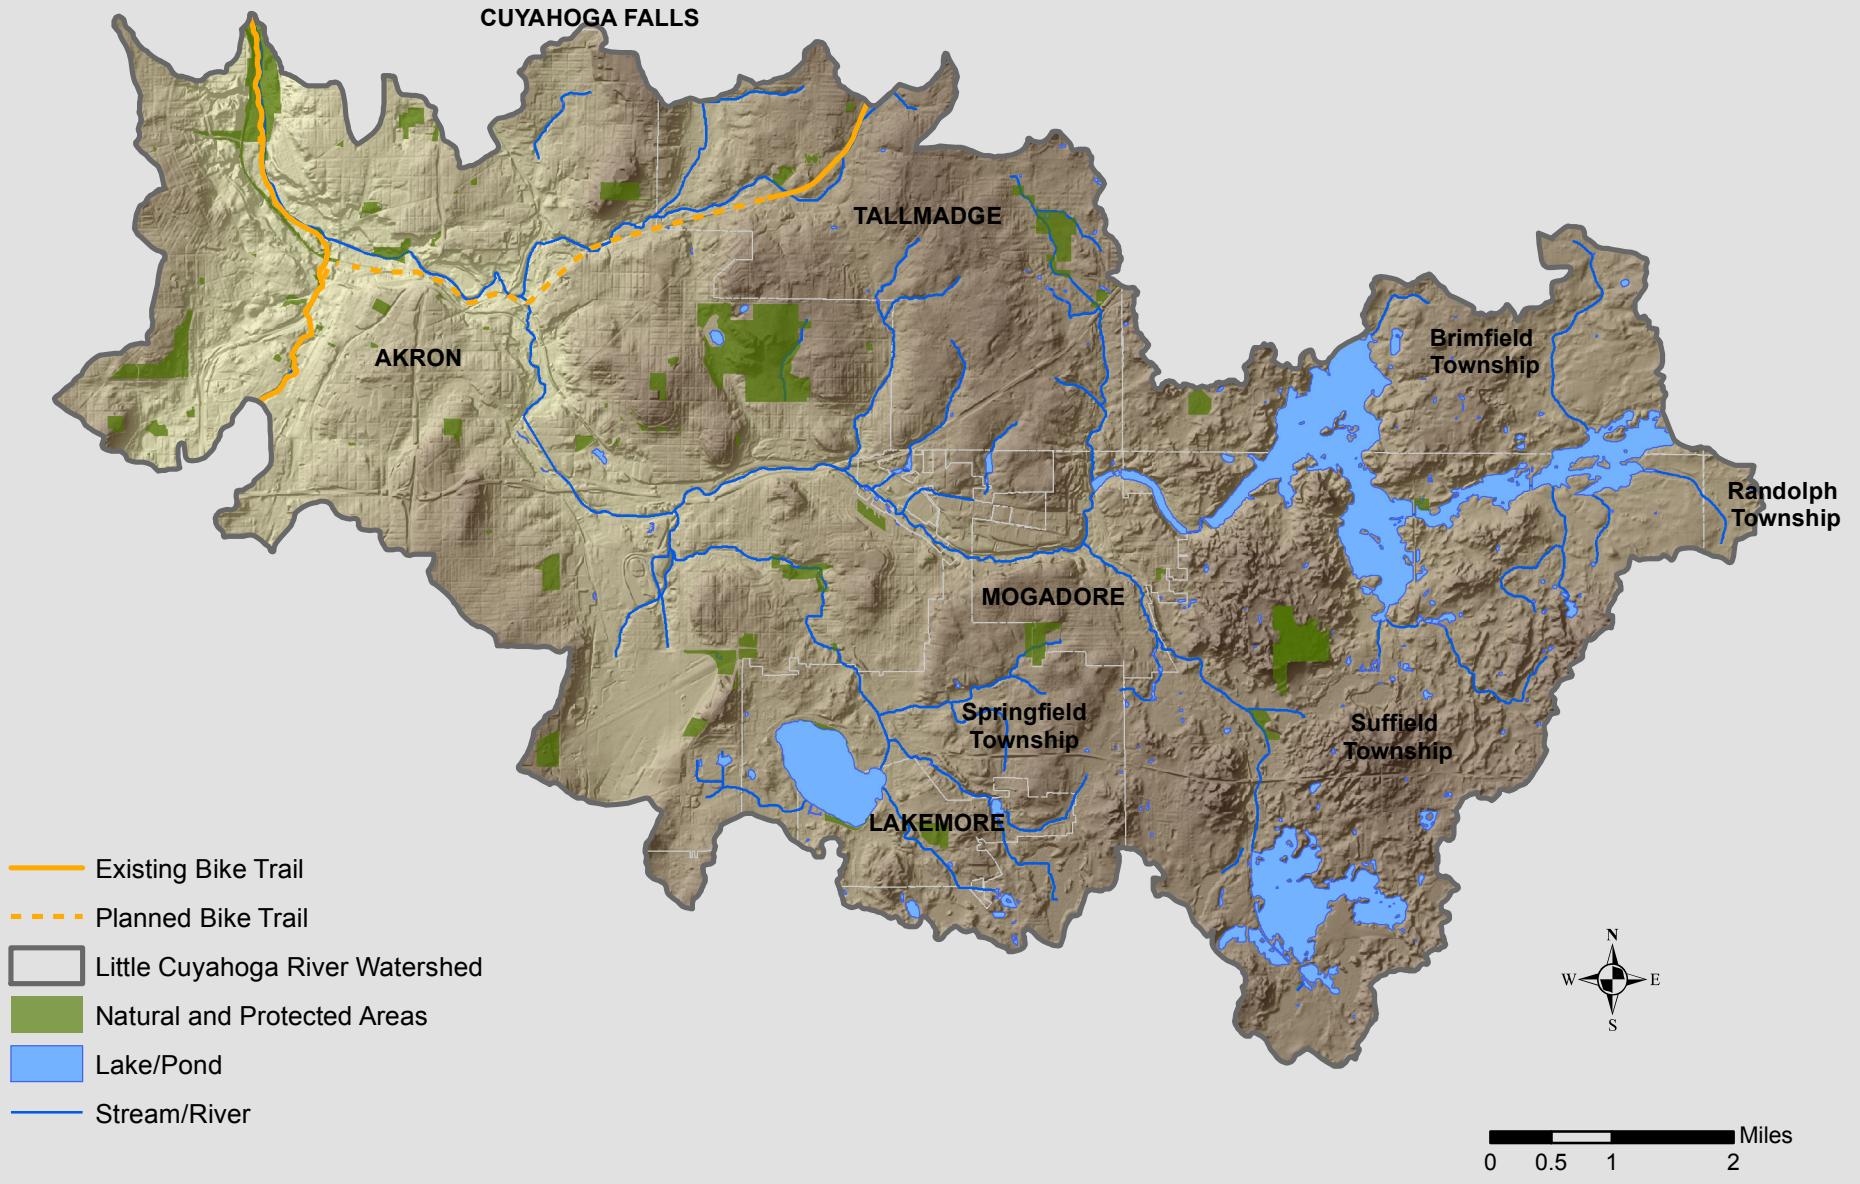 CUYAHOGA FALLS
TALLMADGE
AKRON
Brimfield
Township
Randolph
Township
MOGADORE
Springfield
Township
Suffield
Township
LAKEMORE
Existing Bike Trail
Planned Bike Trail
Little Cuyahoga River Watershed
Natural and Protected Areas
Lake/Pond
Stream/River
N
W E
S
Miles
0 0.5 1 2